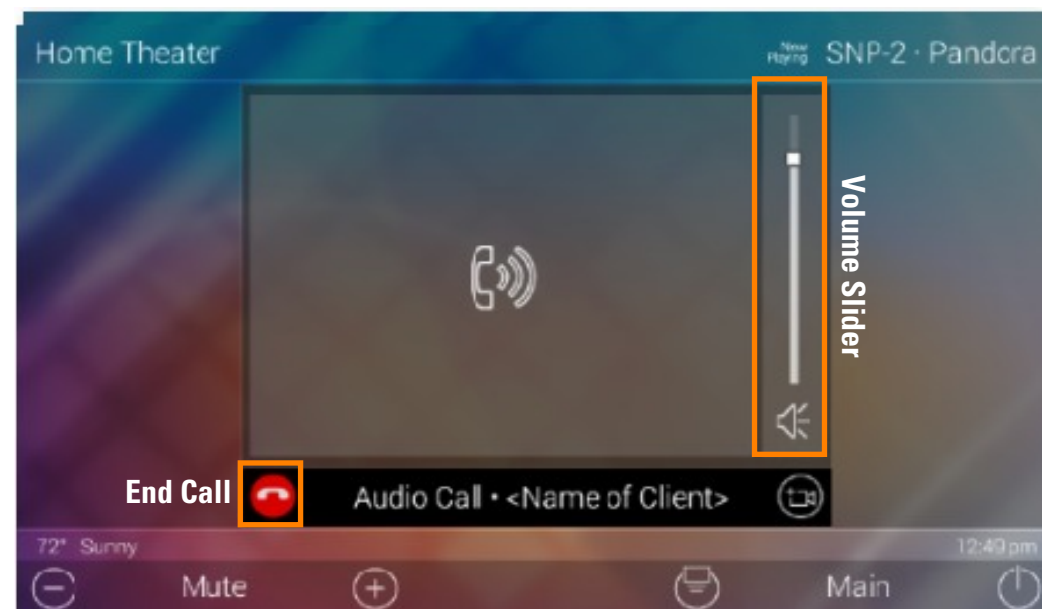 Home Theater
Now Playing SNP-2 · Pandora
Volume Slider
End Call
Audio Call • <Name of Client>
72° Sunny
12:49 pm
Mute
Main